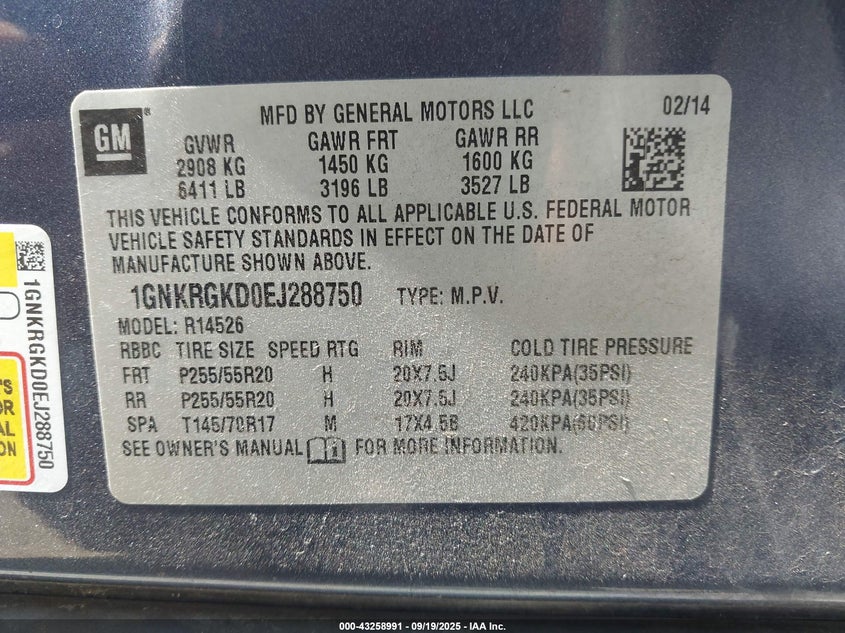 GM ®
MFD BY GENERAL MOTORS LLC 02/14
GVWR GAWR FRT GAWR RR
2908 KG 1450 KG 1600 KG
6411 LB 3196 LB 3527 LB
THIS VEHICLE CONFORMS TO ALL APPLICABLE U.S. FEDERAL MOTOR
VEHICLE SAFETY STANDARDS IN EFFECT ON THE DATE OF
MANUFACTURE SHOWN ABOVE.
1GNKRGKD0EJ288750 TYPE: M.P.V.
MODEL: R14526
RBBC TIRE SIZE SPEED RTG RIM COLD TIRE PRESSURE
FRT P255/55R20 H 20X7.5J 240KPA(35PSI)
RR P255/55R20 H 20X7.5J 240KPA(35PSI)
SPA T145/70R17 M 17X4.5B 420KPA(60PSI)
SEE OWNER'S MANUAL FOR MORE INFORMATION.
1GNKRGKD0EJ288750
'S
OR
AL
ON
000-43258991 - 09/19/2025 - IAA Inc.